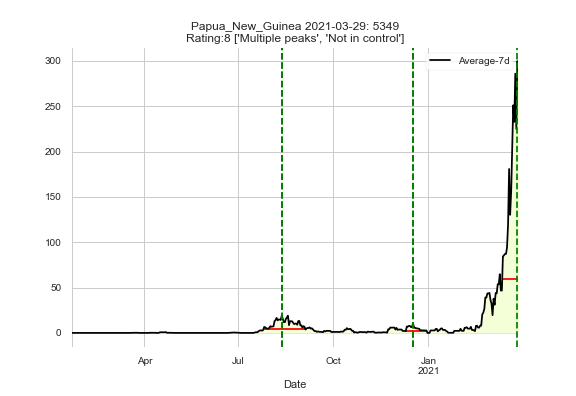 Papua_New_Guinea 2021-03-29: 5349
Rating:8 ['Multiple peaks', 'Not in control']
Average-7d
300
250
200
150
100
50
0
Apr
Jul
Oct
Jan
2021
Date